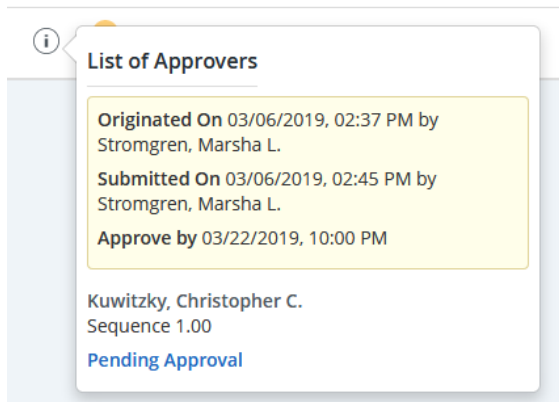 List of Approvers
Originated On 03/06/2019, 02:37 PM by
Stromgren, Marsha L.
Submitted On 03/06/2019, 02:45 PM by
Stromgren, Marsha L.
Approve by 03/22/2019, 10:00 PM
Kuwitzky, Christopher C.
Sequence 1.00
Pending Approval